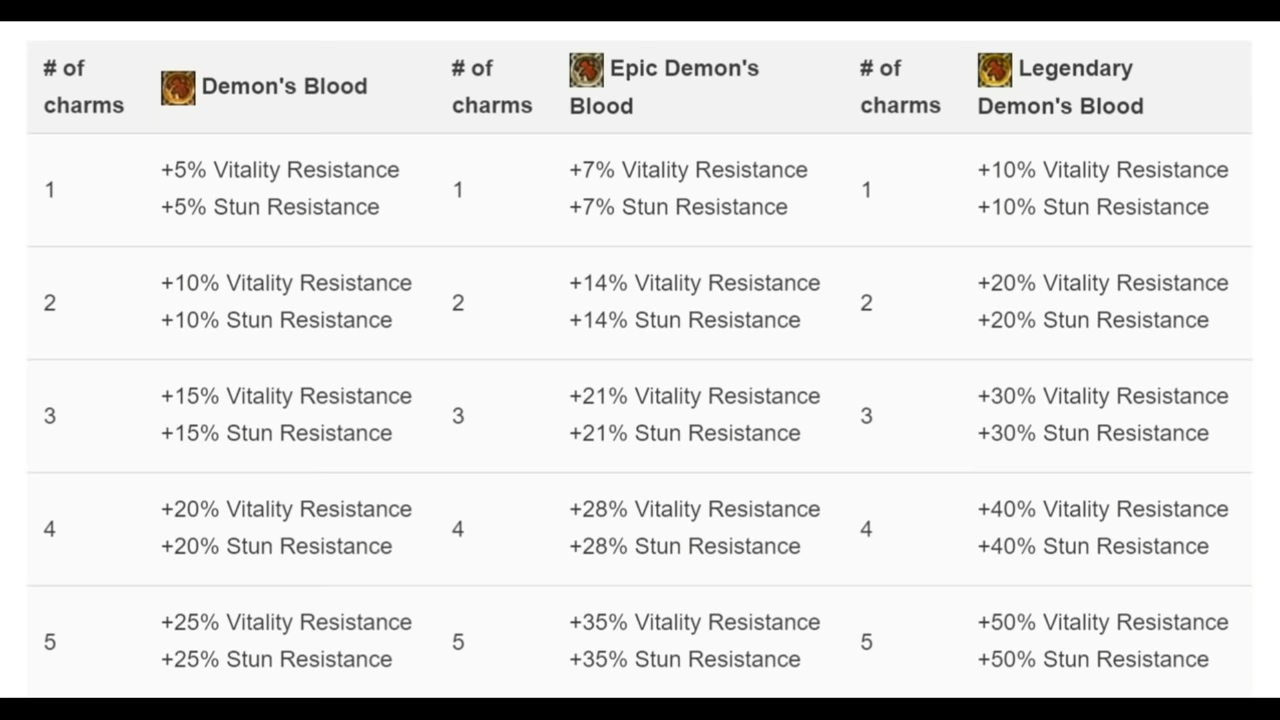 # of
charms
Demon's Blood
# of
charms
Epic Demon's
Blood
# of
charms
Legendary
Demon's Blood
1
+5% Vitality Resistance
+5% Stun Resistance
1
+7% Vitality Resistance
+7% Stun Resistance
1
+10% Vitality Resistance
+10% Stun Resistance
2
+10% Vitality Resistance
+10% Stun Resistance
2
+14% Vitality Resistance
+14% Stun Resistance
2
+20% Vitality Resistance
+20% Stun Resistance
3
+15% Vitality Resistance
+15% Stun Resistance
3
+21% Vitality Resistance
+21% Stun Resistance
3
+30% Vitality Resistance
+30% Stun Resistance
4
+20% Vitality Resistance
+20% Stun Resistance
4
+28% Vitality Resistance
+28% Stun Resistance
4
+40% Vitality Resistance
+40% Stun Resistance
5
+25% Vitality Resistance
+25% Stun Resistance
5
+35% Vitality Resistance
+35% Stun Resistance
5
+50% Vitality Resistance
+50% Stun Resistance